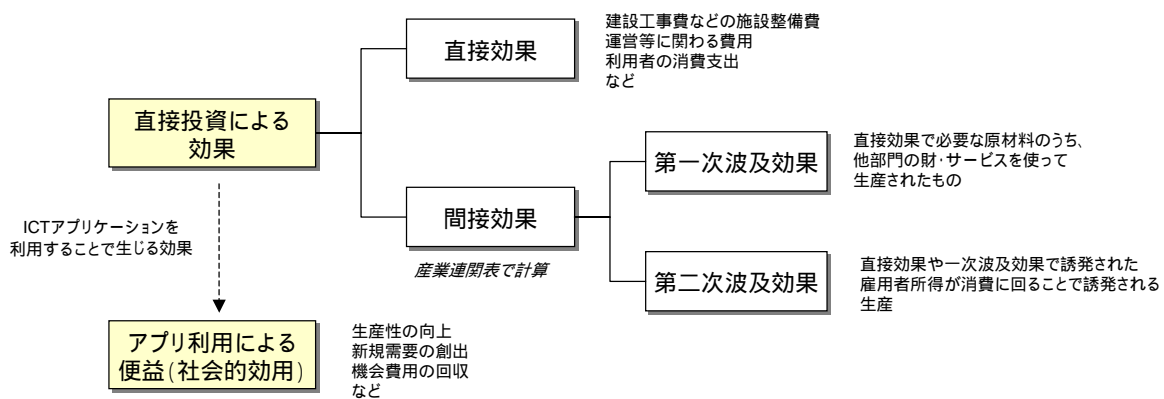 直接効果
建設工事費などの施設整備費
運営等に関わる費用
利用者の消費支出
など
直接投資による
効果
第一次波及効果
直接効果で必要な原材料のうち、
他部門の財・サービスを使って
生産されたもの
間接効果
産業連関表で計算
ICTアプリケーションを
利用することで生じる効果
第二次波及効果
直接効果や一次波及効果で誘発された
雇用者所得が消費に回ることで誘発される
生産
アプリ利用による
便益(社会的効用)
生産性の向上
新規需要の創出
機会費用の回収
など